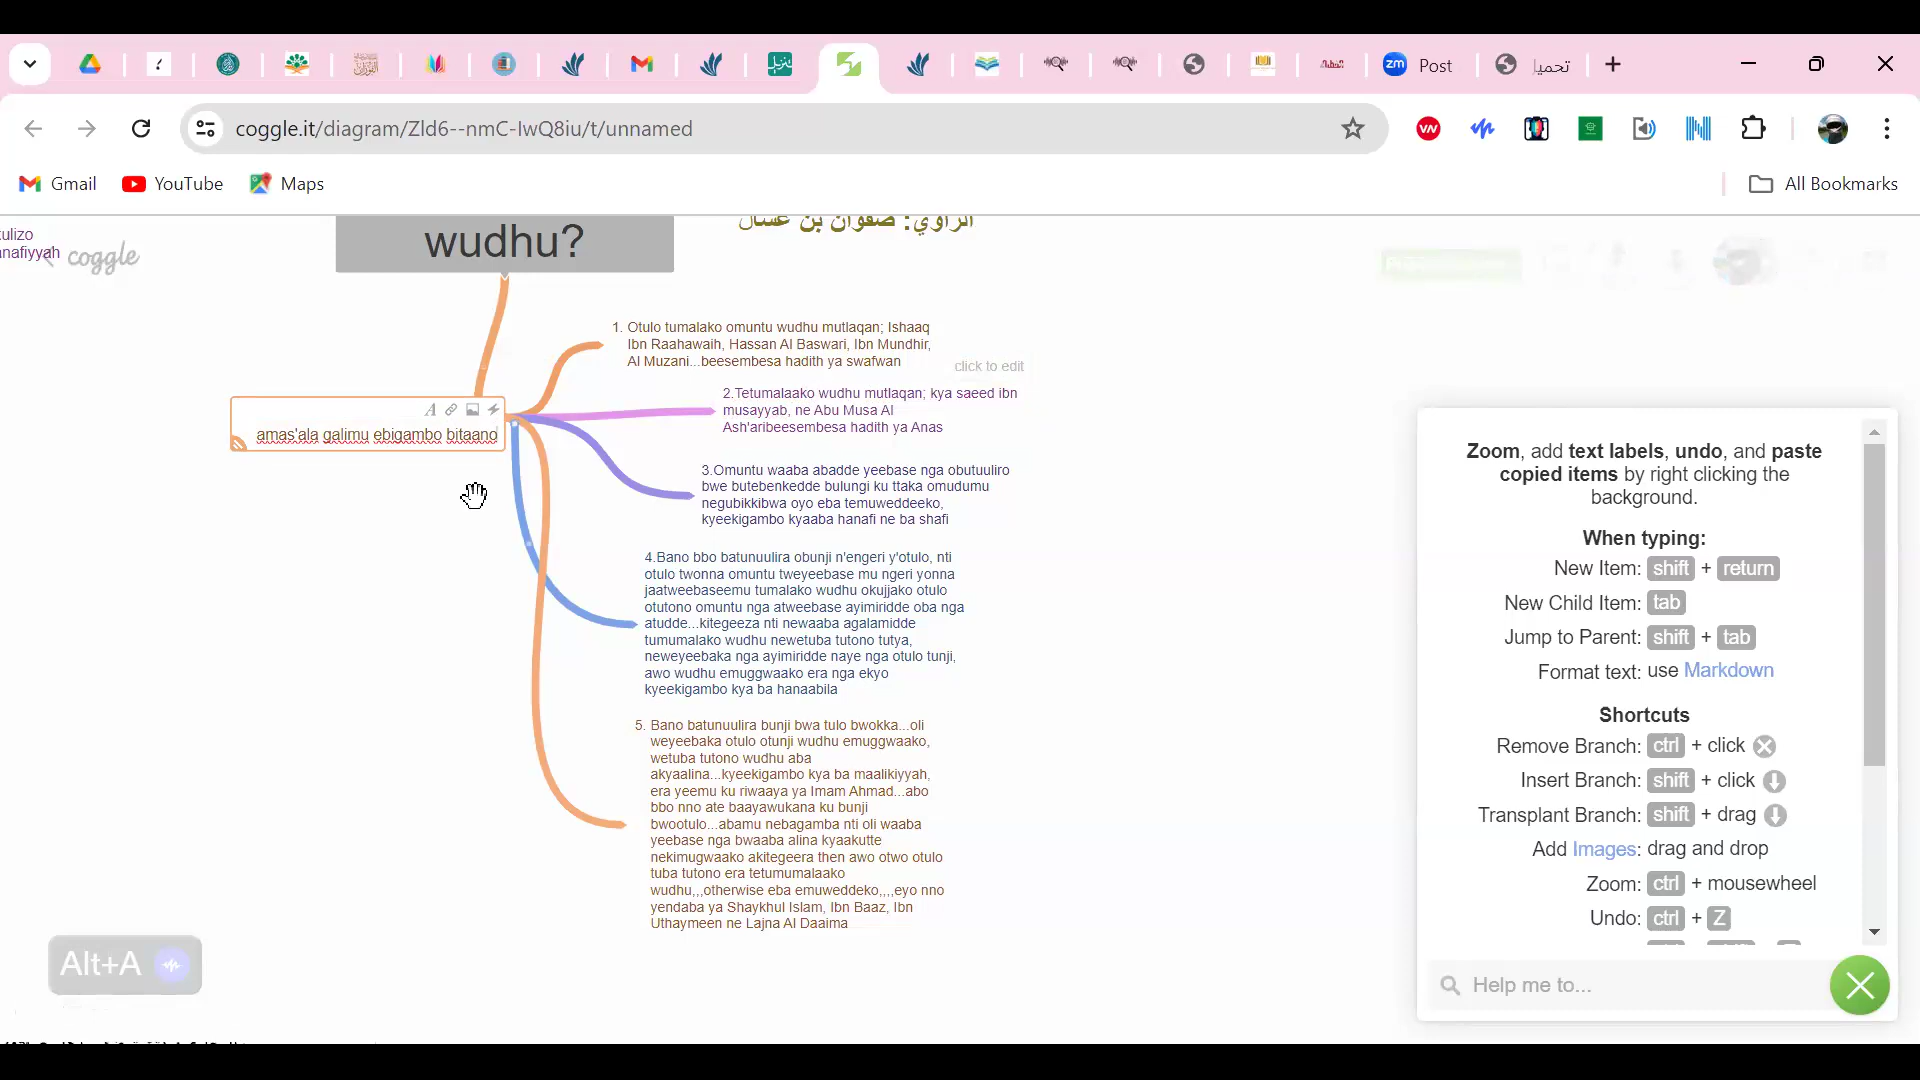 Post
تحميل
coggle.it/diagram/Zld6--nmC-IwQ8iu/t/unnamed
Gmail
YouTube
Maps
All Bookmarks
coggle
wudhu?
الراوي: صفوان بن عسال
1. Otulo tumalako omuntu wudhu mutlaqan; Ishaaq
Ibn Raahawaih, Hassan Al Baswari, Ibn Mundhir,
Al Muzani...beesembesa hadith ya swafwan
click to edit
2.Tetumalaako wudhu mutlaqan; kya saeed ibn
musayyab, ne Abu Musa Al
Ash'aribeesembesa hadith ya Anas
amas'ala galimu ebigambo bitaano
3.Omuntu waaba abadde yeebase nga obutuuliro
bwe butebenkedde bulungi ku ttaka omudumu
negubikkibwa oyo eba temuweddeeko,
kyeekigambo kyaaba hanafi ne ba shafi
4.Bano bbo batunuulira obunji n'engeri y'otulo, nti
otulo twonna omuntu tweyeebase mu ngeri yonna
jaatweebaseemu tumalako wudhu okujjako otulo
otutono omuntu nga atweebase ayimiridde oba nga
atudde...kitegeeza nti newaaba agalamidde
tumumalako wudhu newetuba tutono tutya,
neweyeebaka nga ayimiridde naye nga otulo tunji,
awo wudhu emuggwaako era nga ekyo
kyeekigambo kya ba hanaabila
5. Bano batunuulira bunji bwa tulo bwokka...oli
weyeebaka otulo otunji wudhu emuggwaako,
wetuba tutono wudhu aba
akyaalina...kyeekigambo kya ba maalikiyyah,
era yeemu ku riwaaya ya Imam Ahmad...abo
bbo nno ate baayawukana ku bunji
bwootulo...abamu nebagamba nti oli waaba
yeebase nga bwaaba alina kyaakutte
nekimugwaako akitegeera then awo otwo otulo
tuba tutono era tetumumalaako
wudhu,,,otherwise eba emuweddeko,,,,eyo nno
yendaba ya Shaykhul Islam, Ibn Baaz, Ibn
Uthaymeen ne Lajna Al Daaima
Zoom, add text labels, undo, and paste
copied items by right clicking the
background.
When typing:
New Item: shift + return
New Child Item: tab
Jump to Parent: shift + tab
Format text: use Markdown
Shortcuts
Remove Branch: ctrl + click
Insert Branch: shift + click
Transplant Branch: shift + drag
Add Images: drag and drop
Zoom: ctrl + mousewheel
Undo: ctrl + Z
Help me to...
Alt+A